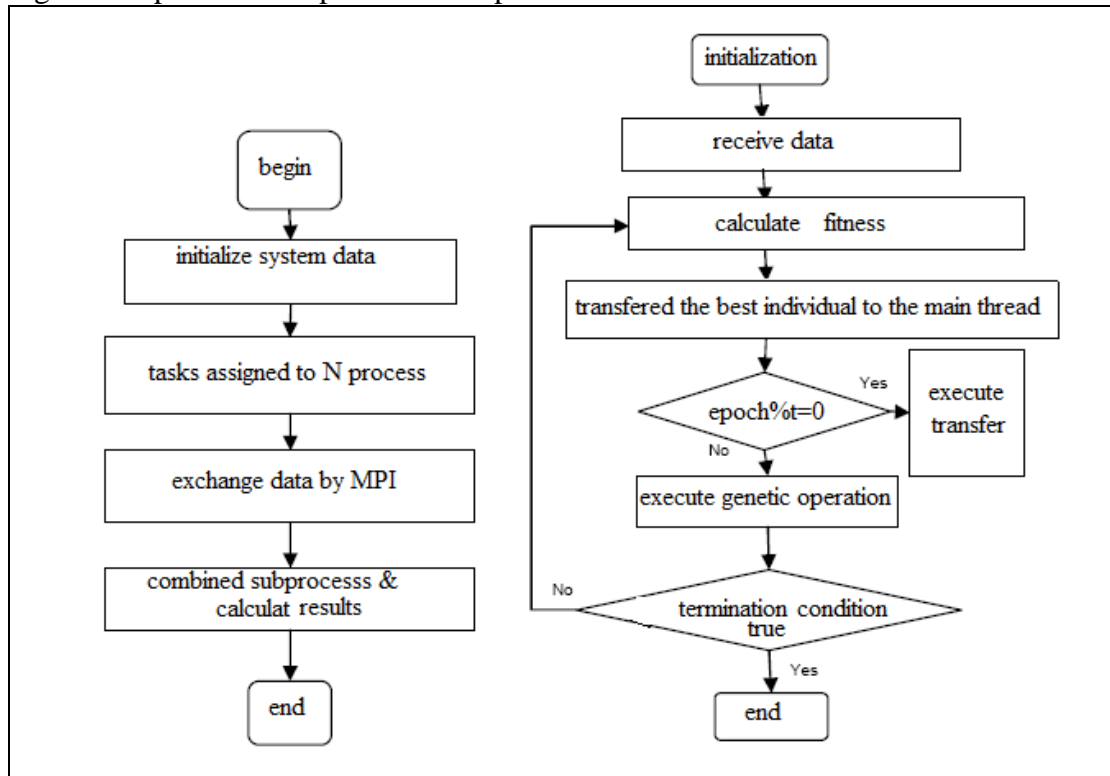 begin
initialize system data
tasks assigned to N process
exchange data by MPI
combined subprocesss &
calculat results
end
initialization
receive data
calculate fitness
transfered the best individual to the main thread
epoch%t=0
Yes
execute
transfer
No
execute genetic operation
termination condition
true
No
Yes
end